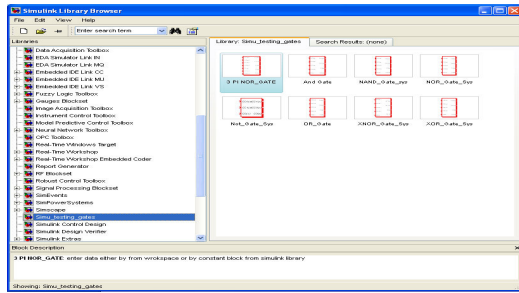 Simulink Library Browser
File Edit View Help
Enter search term
Libraries
Library: Simu_testing_gates
Search Results: (none)
Data Acquisition Toolbox
EDA Simulator Link IN
EDA Simulator Link MQ
Embedded IDE Link CC
Embedded IDE Link MU
Embedded IDE Link VS
Fuzzy Logic Toolbox
Gauges Blockset
Image Acquisition Toolbox
Instrument Control Toolbox
Model Predictive Control Toolbox
Neural Network Toolbox
OPC Toolbox
Real-Time Windows Target
Real-Time Workshop
Real-Time Workshop Embedded Coder
Report Generator
RF Blockset
Robust Control Toolbox
Signal Processing Blockset
SimEvents
SimPowerSystems
Simscape
Simu_testing_gates
Simulink Control Design
Simulink Design Verifier
Simulink Extras
3 PI NOR_GATE
And Gate
NAND_Gate_sys
NOR_Gate_Sys
Not_Gate_Sys
OR_Gate
XNOR_Gate_Sys
XOR_Gate_Sys
Block Description
3 PI NOR_GATE: enter data either by from wrokspace or by constant block from simulink library
Showing: Simu_testing_gates